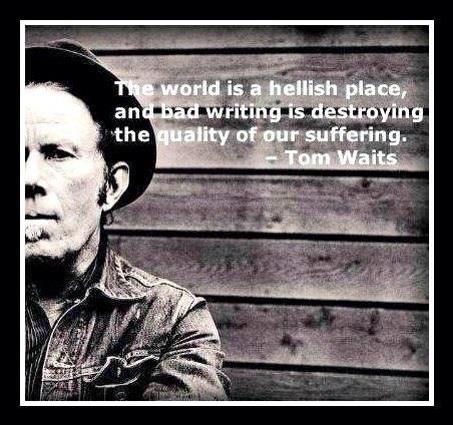 The world is a hellish place,
and bad writing is destroying
the quality of our suffering.
– Tom Waits